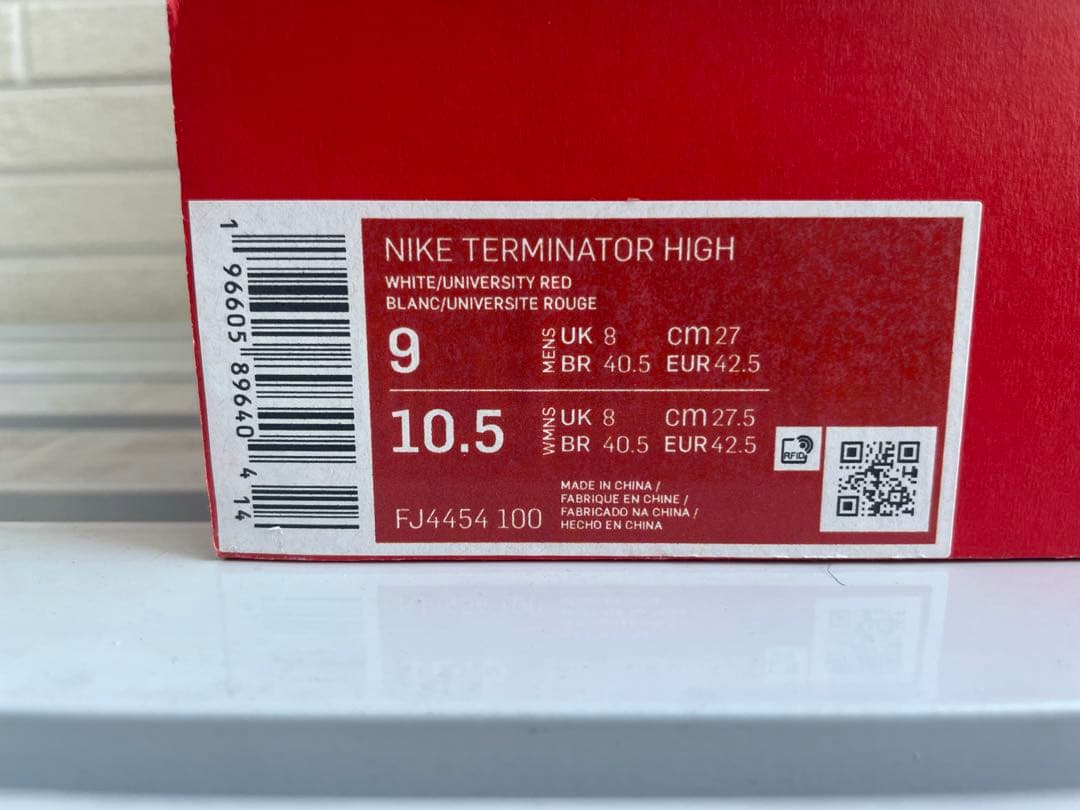 NIKE TERMINATOR HIGH
WHITE/UNIVERSITY RED
BLANC/UNIVERSITE ROUGE
9 MENS UK 8 cm 27
BR 40.5 EUR 42.5
10.5 WMNS UK 8 cm 27.5
BR 40.5 EUR 42.5
RFID
MADE IN CHINA /
FABRIQUE EN CHINE /
FABRICADO NA CHINA /
HECHO EN CHINA
FJ4454 100
1 96605 89640 4 14